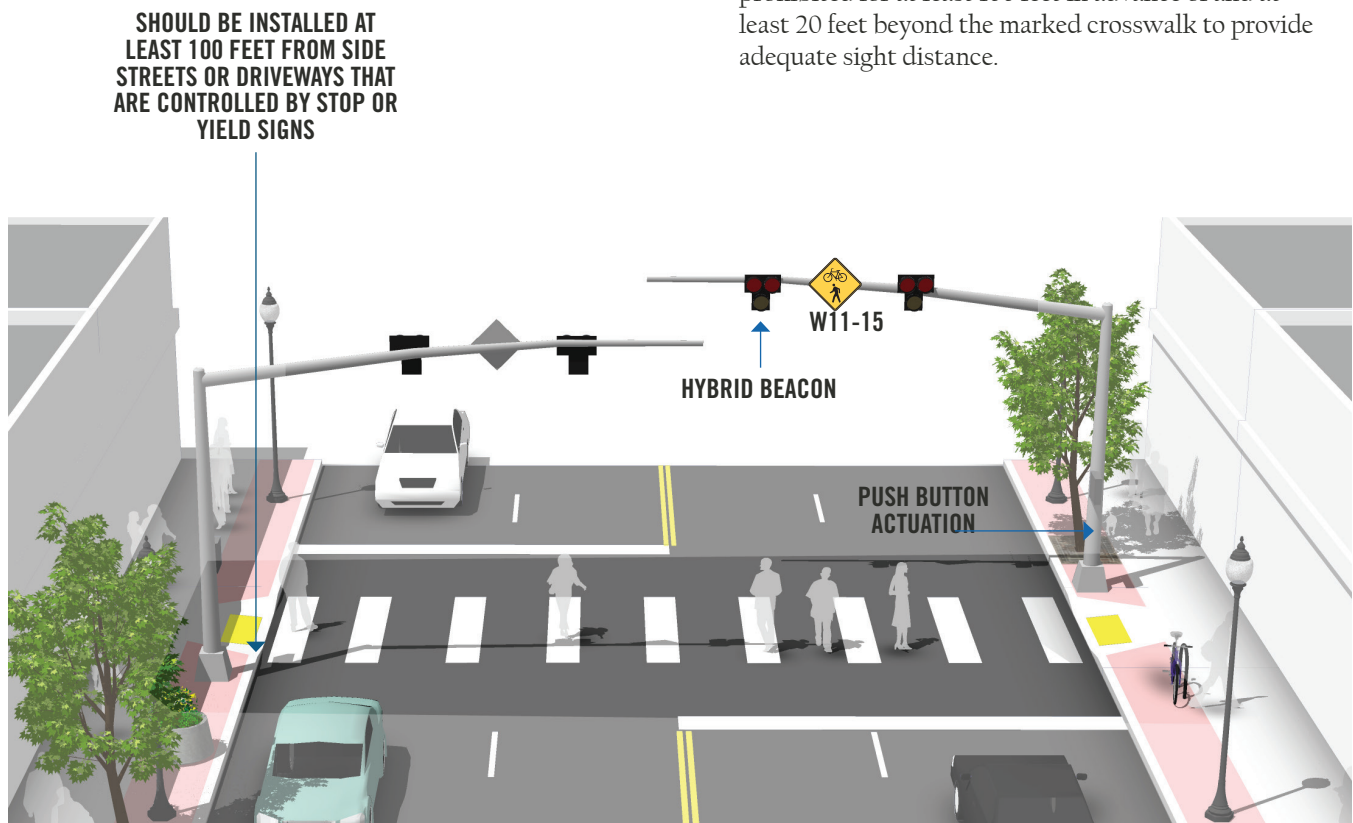 SHOULD BE INSTALLED AT
LEAST 100 FEET FROM SIDE
STREETS OR DRIVEWAYS THAT
ARE CONTROLLED BY STOP OR
YIELD SIGNS
least 20 feet beyond the marked crosswalk to provide
adequate sight distance.
W11-15
HYBRID BEACON
PUSH BUTTON
ACTUATION